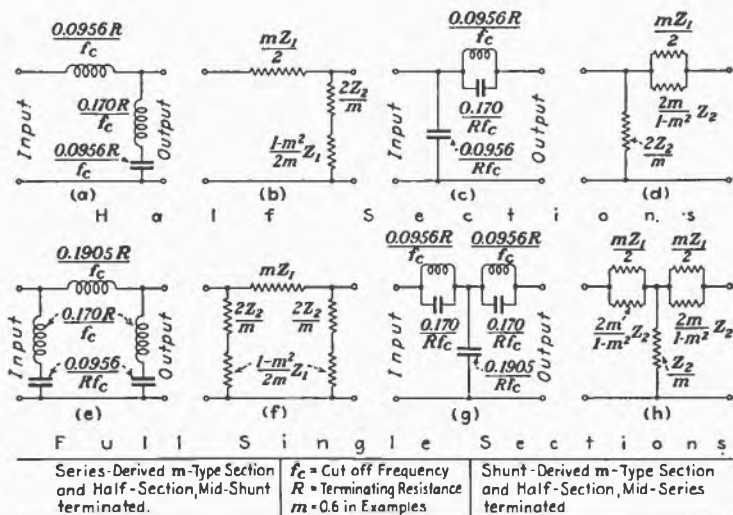 0.0956R/fc
0.170R/fc
0.0956R/fc
Input
Output
(a)
mZ1/2
2Z2/m
1-m²/2m Z1
(b)
0.0956R/fc
0.170/Rfc
0.0956/Rfc
Input
Output
(c)
mZ1/2
2m/1-m² Z2
2Z2/m
(d)
Half Sections
0.1905R/fc
0.170R/fc
0.0956/Rfc
Input
Output
(e)
mZ1
2Z2/m
2Z2/m
1-m²/2m Z1
(f)
0.0956R/fc
0.0956R/fc
0.170/Rfc
0.170/Rfc
0.1905/Rfc
Input
Output
(g)
mZ1/2
mZ1/2
2m/1-m² Z2
2m/1-m² Z2
Z2/m
(h)
Full Single Sections
Series-Derived m-Type Section
and Half-Section, Mid-Shunt
terminated.
fc = Cut off Frequency
R = Terminating Resistance
m = 0.6 in Examples
Shunt-Derived m-Type Section
and Half-Section, Mid-Series
terminated